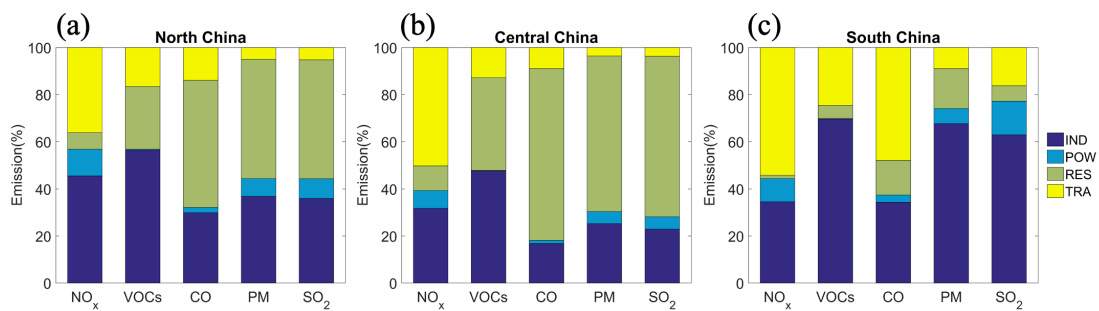 (a)
North China
Emission(%)
100
80
60
40
20
0
NOx
VOCs
CO
PM
SO2
(b)
Central China
Emission(%)
100
80
60
40
20
0
NOx
VOCs
CO
PM
SO2
(c)
South China
Emission(%)
100
80
60
40
20
0
NOx
VOCs
CO
PM
SO2
IND
POW
RES
TRA